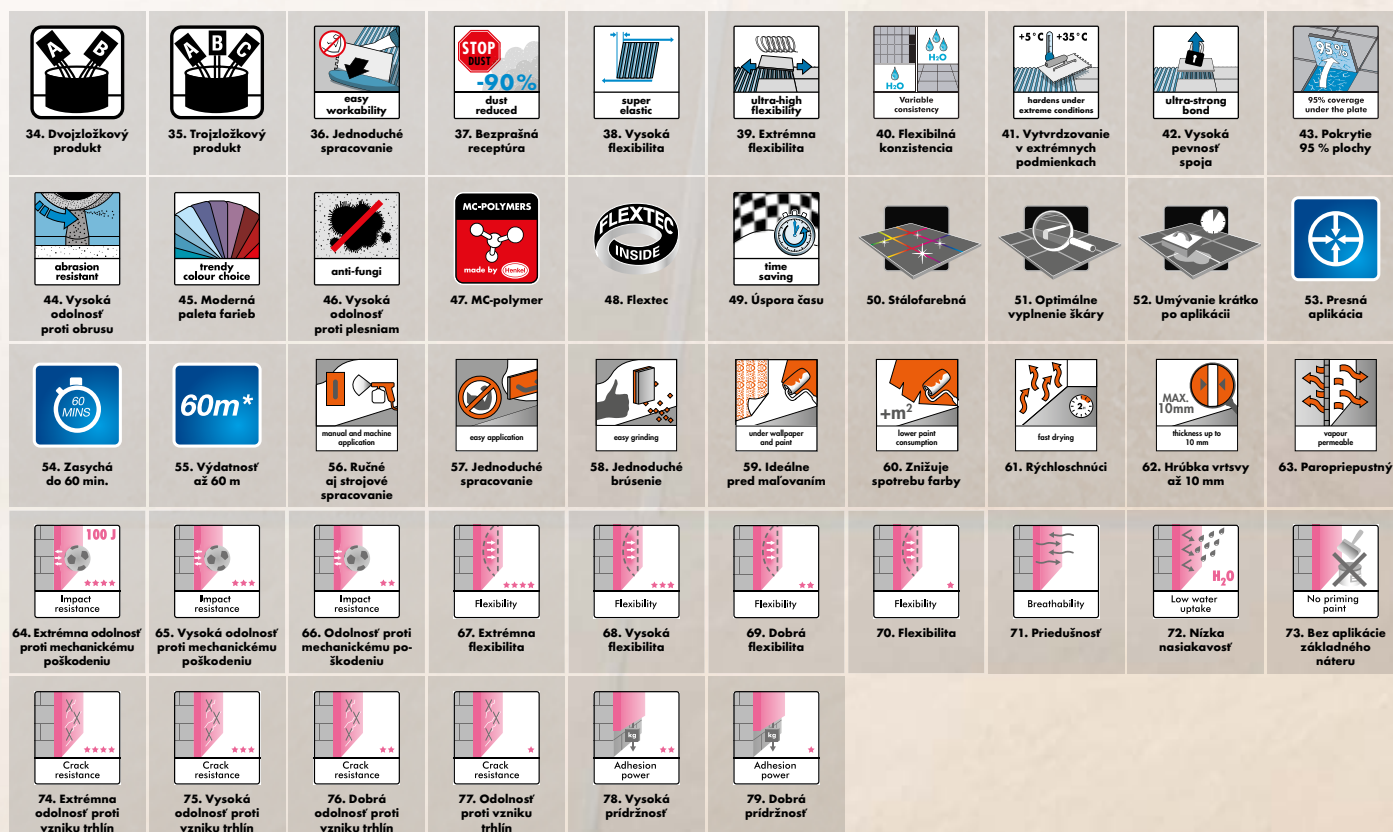 A B
34. Dvojzložkový
produkt
A B C
35. Trojzložkový
produkt
easy
workability
36. Jednoduché
spracovanie
STOP
DUST
-90%
dust
reduced
37. Bezprašná
receptúra
super
elastic
38. Vysoká
flexibilita
ultra-high
flexibility
39. Extrémna
flexibilita
H₂O
H₂O
Variable
consistency
40. Flexibilná
konzistencia
+5°C +35°C
hardens under
extreme conditions
41. Vytvrdzovanie
v extrémnych
podmienkach
ultra-strong
bond
42. Vysoká
pevnosť
spoja
95%
95% coverage
under the plate
43. Pokrytie
95 % plochy
abrasion
resistant
44. Vysoká
odolnosť
proti obrusu
trendy
colour choice
45. Moderná
paleta farieb
anti-fungi
46. Vysoká
odolnosť
proti plesniam
MC-POLYMERS
made by Henkel
47. MC-polymer
FLEXTEC
INSIDE
48. Flextec
time
saving
49. Úspora času
50. Stálofarebná
51. Optimálne
vyplnenie škáry
52. Umývanie krátko
po aplikácii
53. Presná
aplikácia
60
MINS
54. Zasychá
do 60 min.
60m*
55. Výdatnosť
až 60 m
manual and machine
application
56. Ručné
aj strojové
spracovanie
easy application
57. Jednoduché
spracovanie
easy grinding
58. Jednoduché
brúsenie
under wallpaper
and paint
59. Ideálne
pred maľovaním
+m²
lower paint
consumption
60. Znižuje
spotrebu farby
2h
fast drying
61. Rýchloschnúci
MAX.
10mm
thickness up to
10 mm
62. Hrúbka vrtsvy
až 10 mm
vapour
permeable
63. Paropriepustný
100 J
Impact
resistance
64. Extrémna odolnosť
proti mechanickému
poškodeniu
Impact
resistance
65. Vysoká odolnosť
proti mechanickému
poškodeniu
Impact
resistance
66. Odolnosť proti
mechanickému po-
škodeniu
Flexibility
67. Extrémna
flexibilita
Flexibility
68. Vysoká
flexibilita
Flexibility
69. Dobrá
flexibilita
Flexibility
70. Flexibilita
Breathability
71. Priedušnosť
H₂O
Low water
uptake
72. Nízka
nasiakavosť
No priming
paint
73. Bez aplikácie
základného
náteru
Crack
resistance
74. Extrémna
odolnosť proti
vzniku trhlín
Crack
resistance
75. Vysoká
odolnosť proti
vzniku trhlín
Crack
resistance
76. Dobrá
odolnosť proti
vzniku trhlín
Crack
resistance
77. Odolnosť
proti vzniku
trhlín
kg
Adhesion
power
78. Vysoká
prídržnosť
kg
Adhesion
power
79. Dobrá
prídržnosť